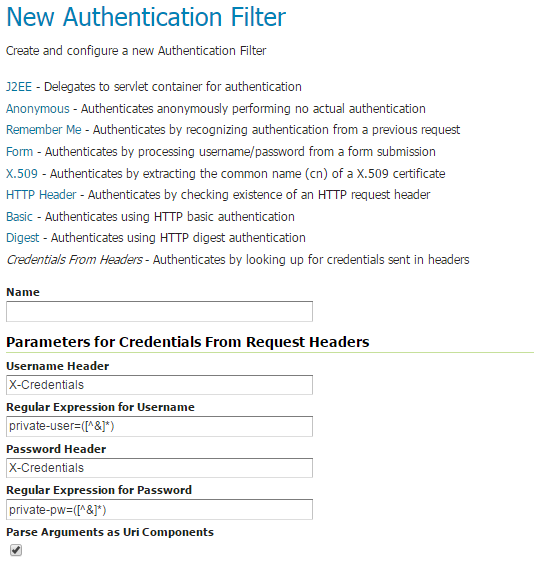 New Authentication Filter
Create and configure a new Authentication Filter
J2EE - Delegates to servlet container for authentication
Anonymous - Authenticates anonymously performing no actual authentication
Remember Me - Authenticates by recognizing authentication from a previous request
Form - Authenticates by processing username/password from a form submission
X.509 - Authenticates by extracting the common name (cn) of a X.509 certificate
HTTP Header - Authenticates by checking existence of an HTTP request header
Basic - Authenticates using HTTP basic authentication
Digest - Authenticates using HTTP digest authentication
Credentials From Headers - Authenticates by looking up for credentials sent in headers
Name
Parameters for Credentials From Request Headers
Username Header
X-Credentials
Regular Expression for Username
private-user=([^&]*)
Password Header
X-Credentials
Regular Expression for Password
private-pw=([^&]*)
Parse Arguments as Uri Components